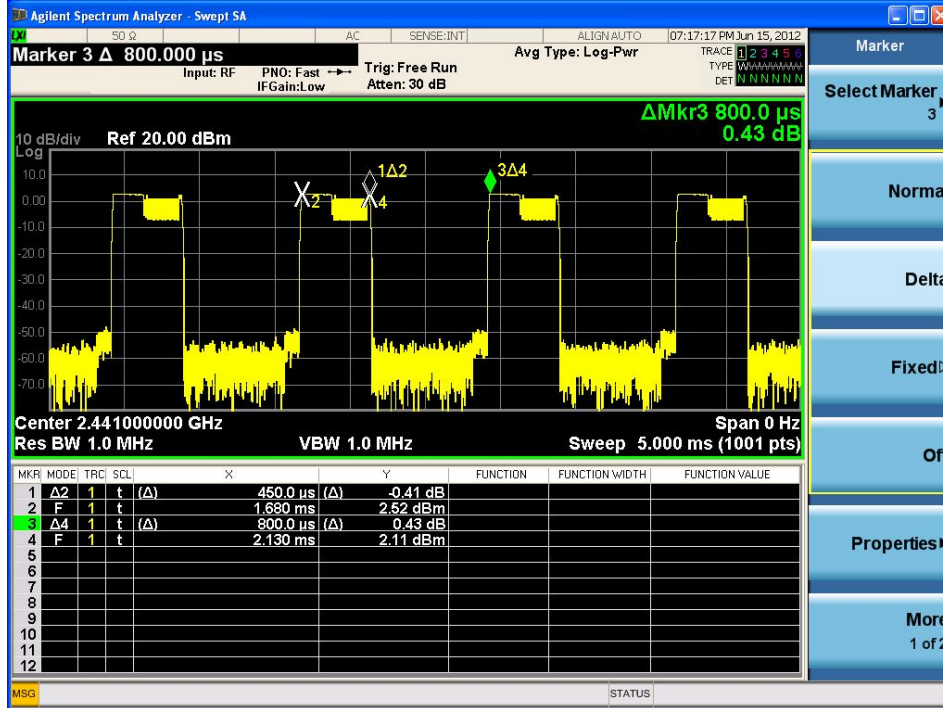 Agilent Spectrum Analyzer - Swept SA
LXI 50 Ω AC SENSE:INT ALIGN AUTO 07:17:17 PM Jun 15, 2012
Marker 3 Δ 800.000 µs
Input: RF PNO: Fast Trig: Free Run Avg Type: Log-Pwr TRACE 1 2 3 4 5 6
IFGain:Low Atten: 30 dB TYPE
DET N N N N N N
ΔMkr3 800.0 µs
0.43 dB
10 dB/div Ref 20.00 dBm
Log
10.0
0.00
-10.0
-20.0
-30.0
-40.0
-50.0
-60.0
-70.0
1Δ2
3Δ4
2
4
Center 2.441000000 GHz Span 0 Hz
Res BW 1.0 MHz VBW 1.0 MHz Sweep 5.000 ms (1001 pts)
MKR MODE TRC SCL X Y FUNCTION FUNCTION WIDTH FUNCTION VALUE
1 Δ2 1 t (Δ) 450.0 µs (Δ) -0.41 dB
2 F 1 t 1.680 ms 2.52 dBm
3 Δ4 1 t (Δ) 800.0 µs (Δ) 0.43 dB
4 F 1 t 2.130 ms 2.11 dBm
5
6
7
8
9
10
11
12
MSG STATUS
Marker
Select Marker
3
Norma
Delta
Fixed
Of
Properties
More
1 of 2